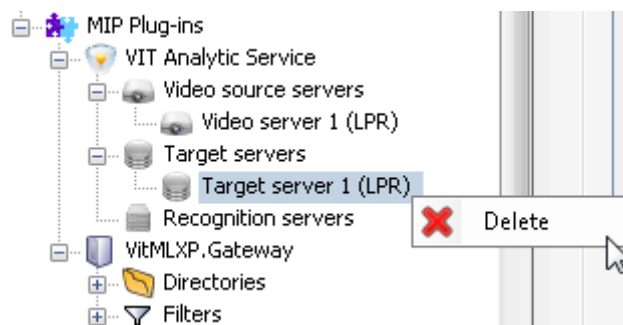 MIP Plug-ins
VIT Analytic Service
Video source servers
Video server 1 (LPR)
Target servers
Target server 1 (LPR)
Delete
Recognition servers
VitMLXP.Gateway
Directories
Filters